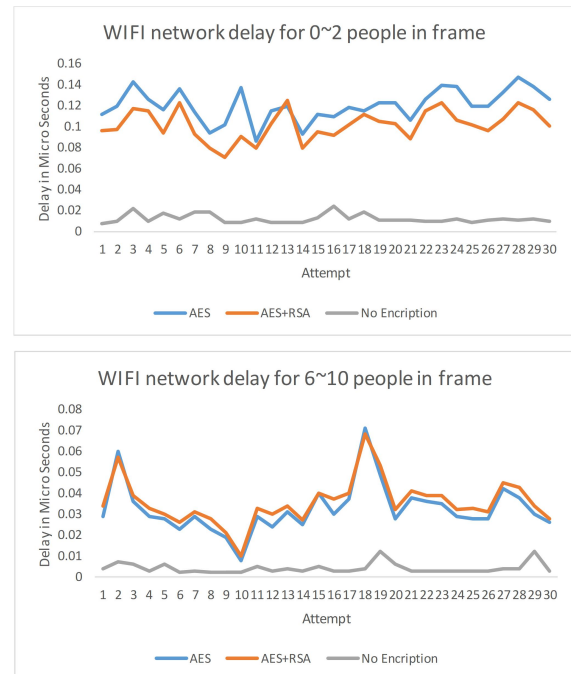 WIFI network delay for 0~2 people in frame
0.16
0.14
0.12
0.1
0.08
0.06
0.04
0.02
0
Delay in Micro Seconds
1 2 3 4 5 6 7 8 9 10 11 12 13 14 15 16 17 18 19 20 21 22 23 24 25 26 27 28 29 30
Attempt
AES AES+RSA No Encription
WIFI network delay for 6~10 people in frame
0.08
0.07
0.06
0.05
0.04
0.03
0.02
0.01
0
Delay in Micro Seconds
1 2 3 4 5 6 7 8 9 10 11 12 13 14 15 16 17 18 19 20 21 22 23 24 25 26 27 28 29 30
Attempt
AES AES+RSA No Encription